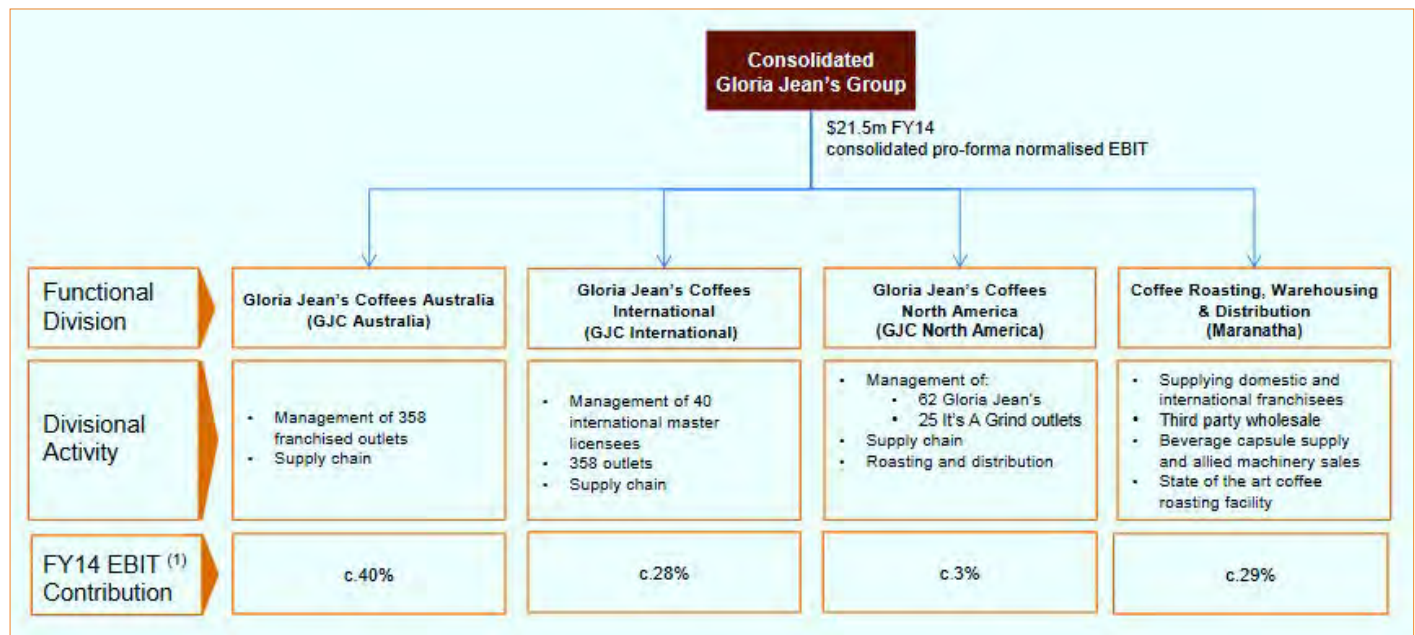 Consolidated
Gloria Jean's Group
$21.5m FY14
consolidated pro-forma normalised EBIT
Functional
Division
Gloria Jean's Coffees Australia
(GJC Australia)
Gloria Jean's Coffees
International
(GJC International)
Gloria Jean's Coffees
North America
(GJC North America)
Coffee Roasting, Warehousing
& Distribution
(Maranatha)
Divisional
Activity
• Management of 358
franchised outlets
• Supply chain
• Management of 40
international master
licensees
• 358 outlets
• Supply chain
• Management of:
• 62 Gloria Jean's
• 25 It's A Grind outlets
• Supply chain
• Roasting and distribution
• Supplying domestic and
international franchisees
• Third party wholesale
• Beverage capsule supply
and allied machinery sales
• State of the art coffee
roasting facility
FY14 EBIT (1)
Contribution
c.40%
c.28%
c.3%
c.29%